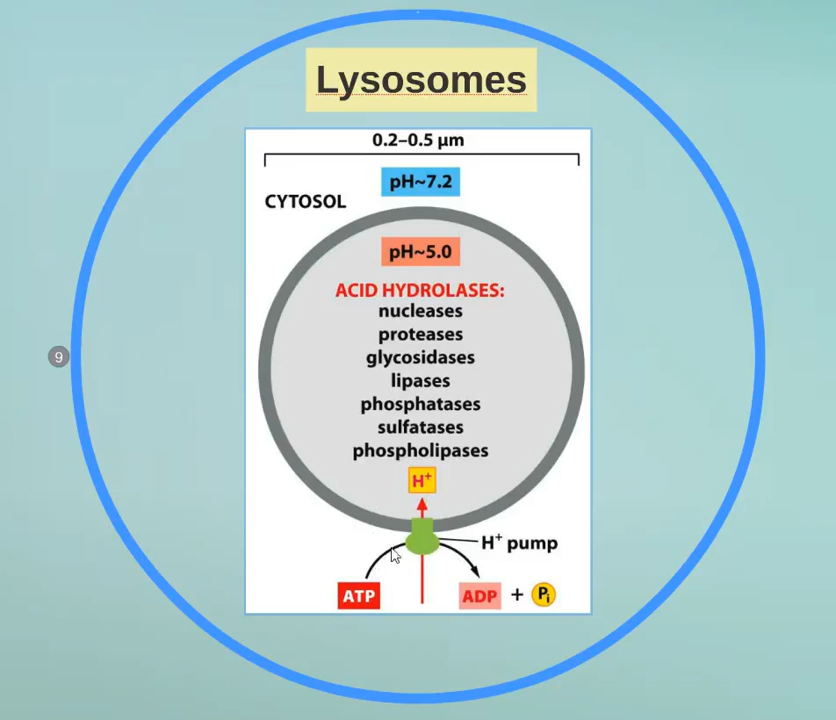 Lysosomes
0.2–0.5 µm
pH~7.2
CYTOSOL
pH~5.0
ACID HYDROLASES:
nucleases
proteases
glycosidases
lipases
phosphatases
sulfatases
phospholipases
9
H⁺
H⁺ pump
ATP
ADP + Pᵢ